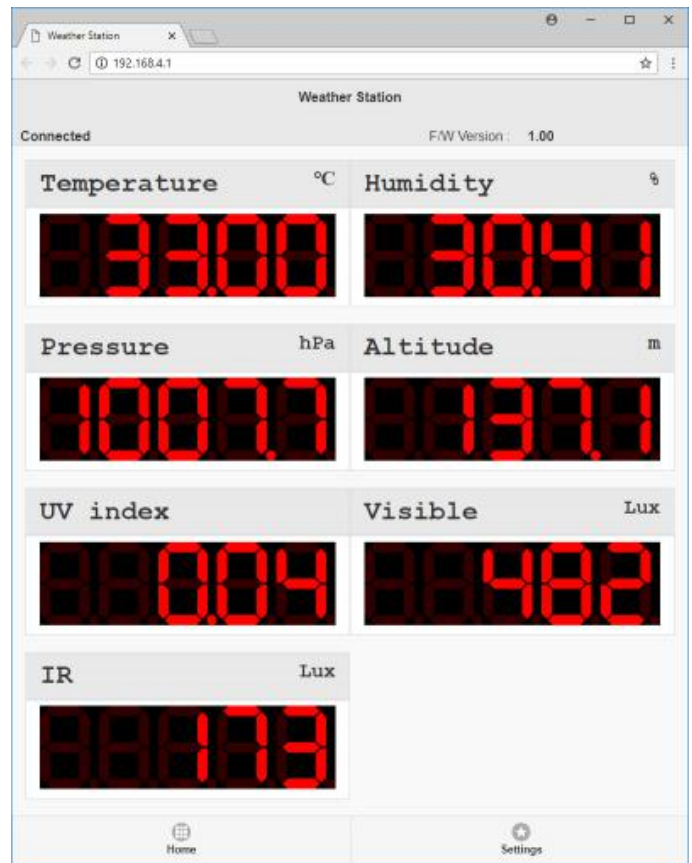 Weather Station
192.168.4.1
Weather Station
Connected F/W Version : 1.00
Temperature °C
33.00
Humidity %
30.41
Pressure hPa
1007.7
Altitude m
137.1
UV index
0.04
Visible Lux
482
IR Lux
173
Home
Settings